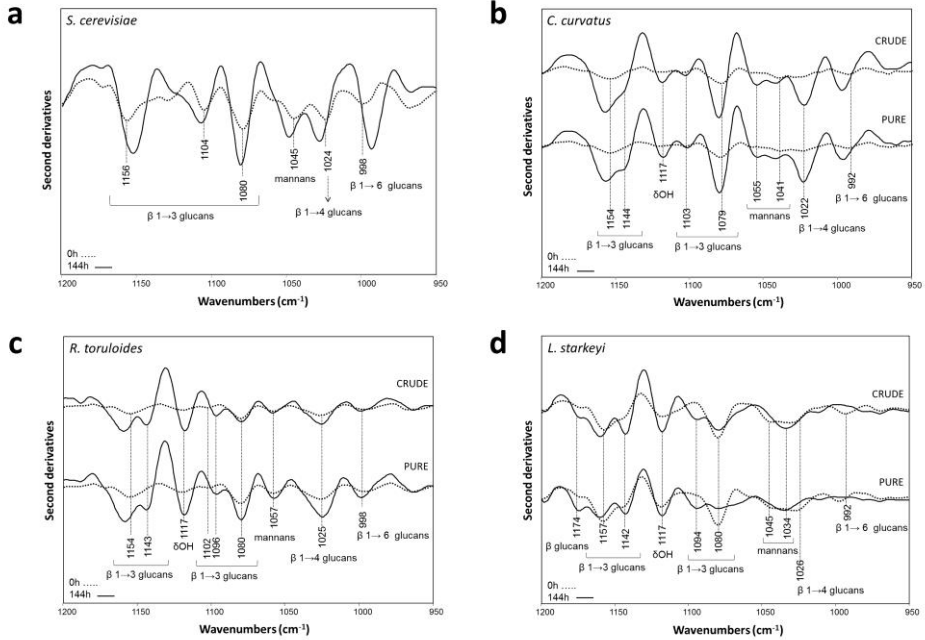 a
S. cerevisiae
Second derivatives
1156
1104
1080
1045
1024
998
mannans
β 1→ 6 glucans
β 1→3 glucans
β 1→4 glucans
0h .....
144h —
1200
1150
1100
1050
1000
950
Wavenumbers (cm-1)
b
C. curvatus
CRUDE
PURE
Second derivatives
1154
1144
1117
δOH
1103
1079
1055
1041
1022
992
β 1→ 6 glucans
mannans
β 1→4 glucans
β 1→3 glucans
β 1→3 glucans
0h .....
144h —
1200
1150
1100
1050
1000
950
Wavenumbers (cm-1)
c
R. toruloides
CRUDE
PURE
Second derivatives
1154
1143
1117
δOH
1102
1096
1080
1057
mannans
1025
998
β 1→ 6 glucans
β 1→4 glucans
β 1→3 glucans
β 1→3 glucans
0h .....
144h —
1200
1150
1100
1050
1000
950
Wavenumbers (cm-1)
d
L. starkeyi
CRUDE
PURE
Second derivatives
1174
1157
1142
1117
1094
1080
1045
1034
1026
992
β glucans
δOH
mannans
β 1→ 6 glucans
β 1→3 glucans
β 1→3 glucans
β 1→4 glucans
0h .....
144h —
1200
1150
1100
1050
1000
950
Wavenumbers (cm-1)